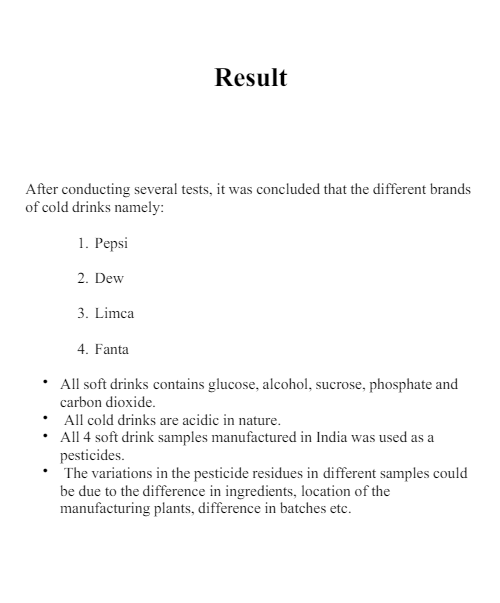 Result
After conducting several tests, it was concluded that the different brands
of cold drinks namely:
1. Pepsi
2. Dew
3. Limca
4. Fanta
• All soft drinks contains glucose, alcohol, sucrose, phosphate and
carbon dioxide.
• All cold drinks are acidic in nature.
• All 4 soft drink samples manufactured in India was used as a
pesticides.
• The variations in the pesticide residues in different samples could
be due to the difference in ingredients, location of the
manufacturing plants, difference in batches etc.